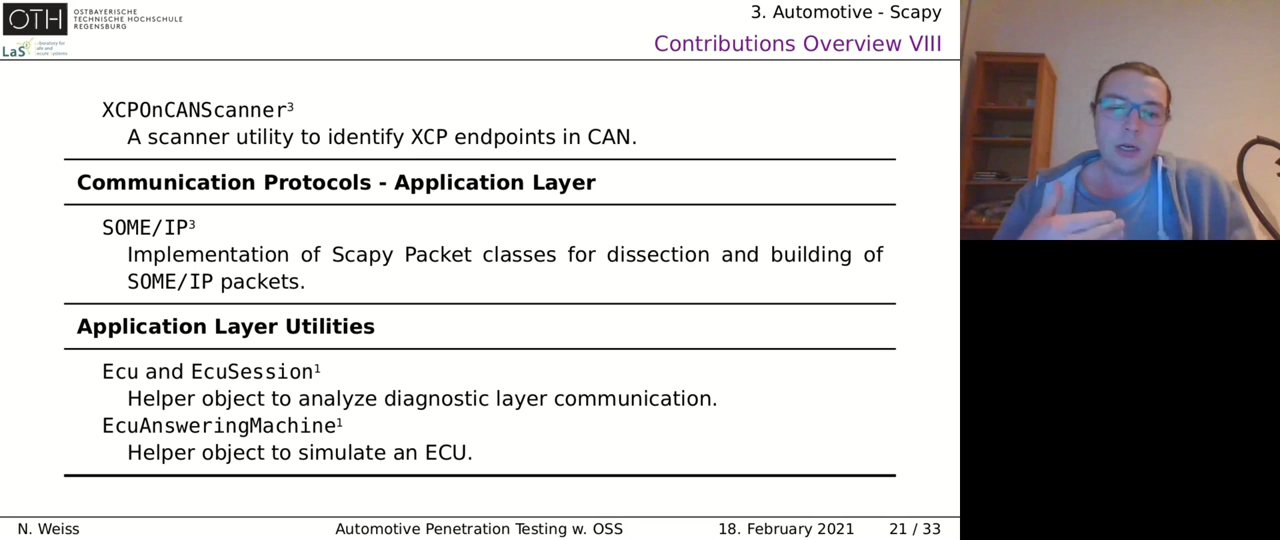 OTH
OSTBAYERISCHE
TECHNISCHE HOCHSCHULE
REGENSBURG
LaS³
3. Automotive - Scapy
Contributions Overview VIII
XCPOnCANScanner³
A scanner utility to identify XCP endpoints in CAN.
Communication Protocols - Application Layer
SOME/IP³
Implementation of Scapy Packet classes for dissection and building of
SOME/IP packets.
Application Layer Utilities
Ecu and EcuSession¹
Helper object to analyze diagnostic layer communication.
EcuAnsweringMachine¹
Helper object to simulate an ECU.
N. Weiss
Automotive Penetration Testing w. OSS
18. February 2021
21 / 33